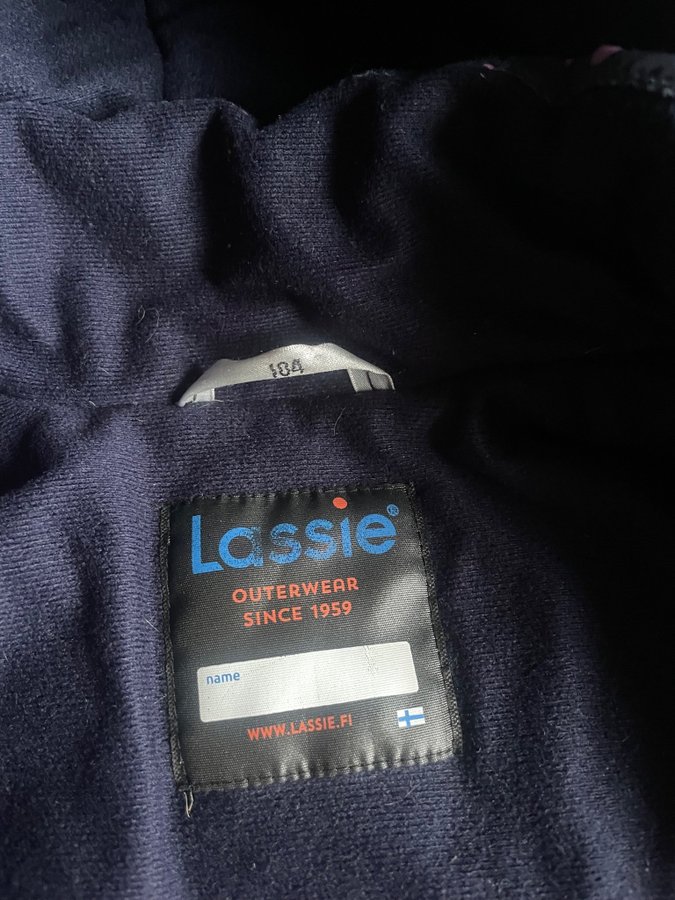 104
Lassie®
OUTERWEAR
SINCE 1959
name
WWW.LASSIE.FI